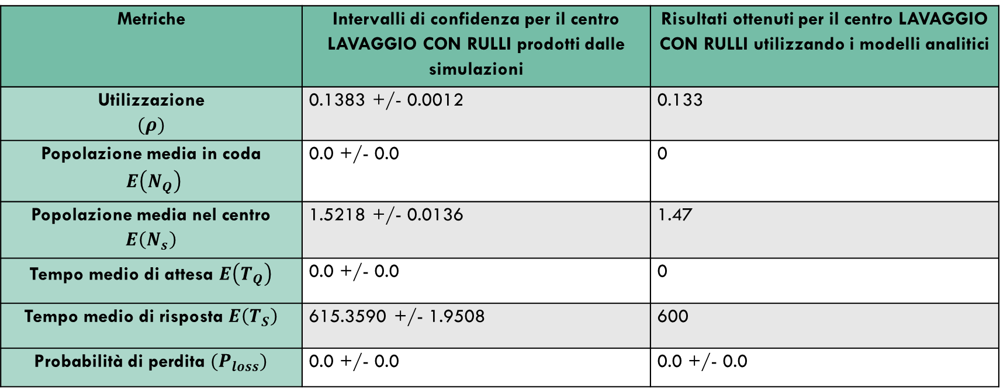 Metriche
Intervalli di confidenza per il centro
LAVAGGIO CON RULLI prodotti dalle
simulazioni
Risultati ottenuti per il centro LAVAGGIO
CON RULLI utilizzando i modelli analitici
Utilizzazione
(ρ)
0.1383 +/- 0.0012
0.133
Popolazione media in coda
E(N_Q)
0.0 +/- 0.0
0
Popolazione media nel centro
E(N_s)
1.5218 +/- 0.0136
1.47
Tempo medio di attesa E(T_Q)
0.0 +/- 0.0
0
Tempo medio di risposta E(T_S)
615.3590 +/- 1.9508
600
Probabilità di perdita (P_loss)
0.0 +/- 0.0
0.0 +/- 0.0